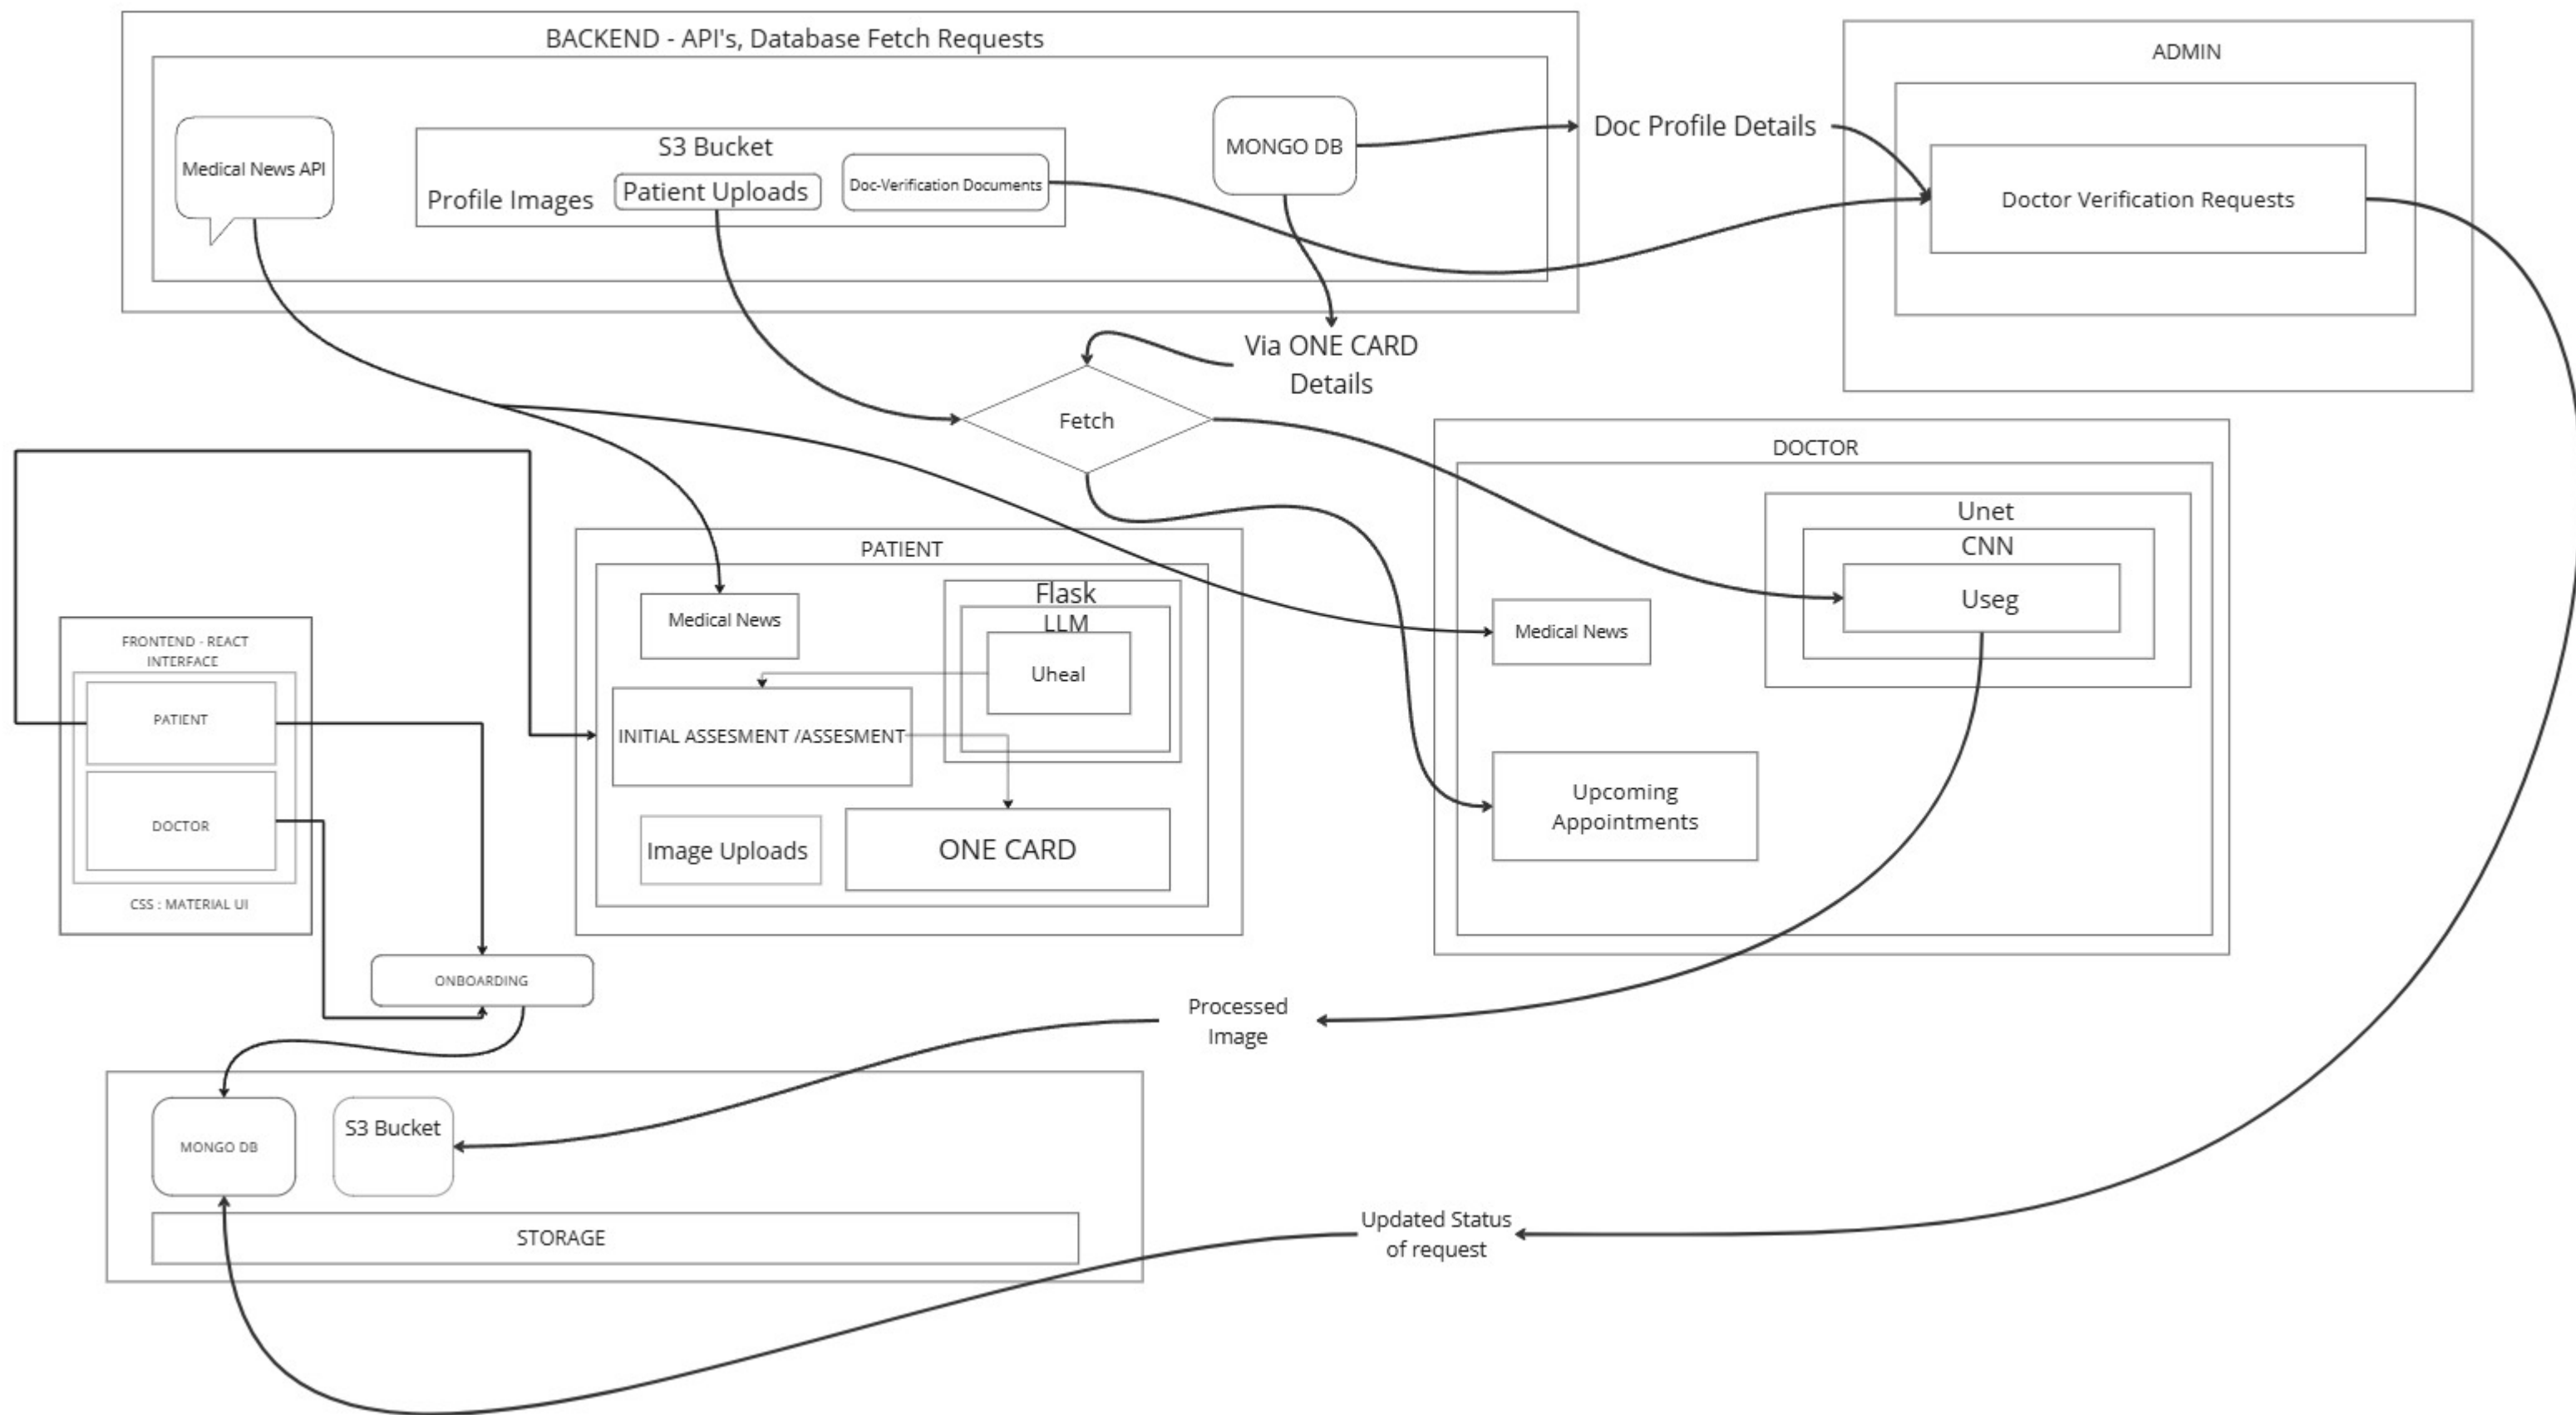 BACKEND - API's, Database Fetch Requests
ADMIN
Medical News API
S3 Bucket
Profile Images
Patient Uploads
Doc-Verification Documents
MONGO DB
Doc Profile Details
Doctor Verification Requests
Via ONE CARD
Details
Fetch
DOCTOR
Unet
CNN
Useg
Medical News
Upcoming
Appointments
PATIENT
Medical News
Flask
LLM
Uheal
INITIAL ASSESMENT /ASSESMENT
Image Uploads
ONE CARD
FRONTEND - REACT
INTERFACE
PATIENT
DOCTOR
CSS : MATERIAL UI
ONBOARDING
Processed
Image
MONGO DB
S3 Bucket
STORAGE
Updated Status
of request